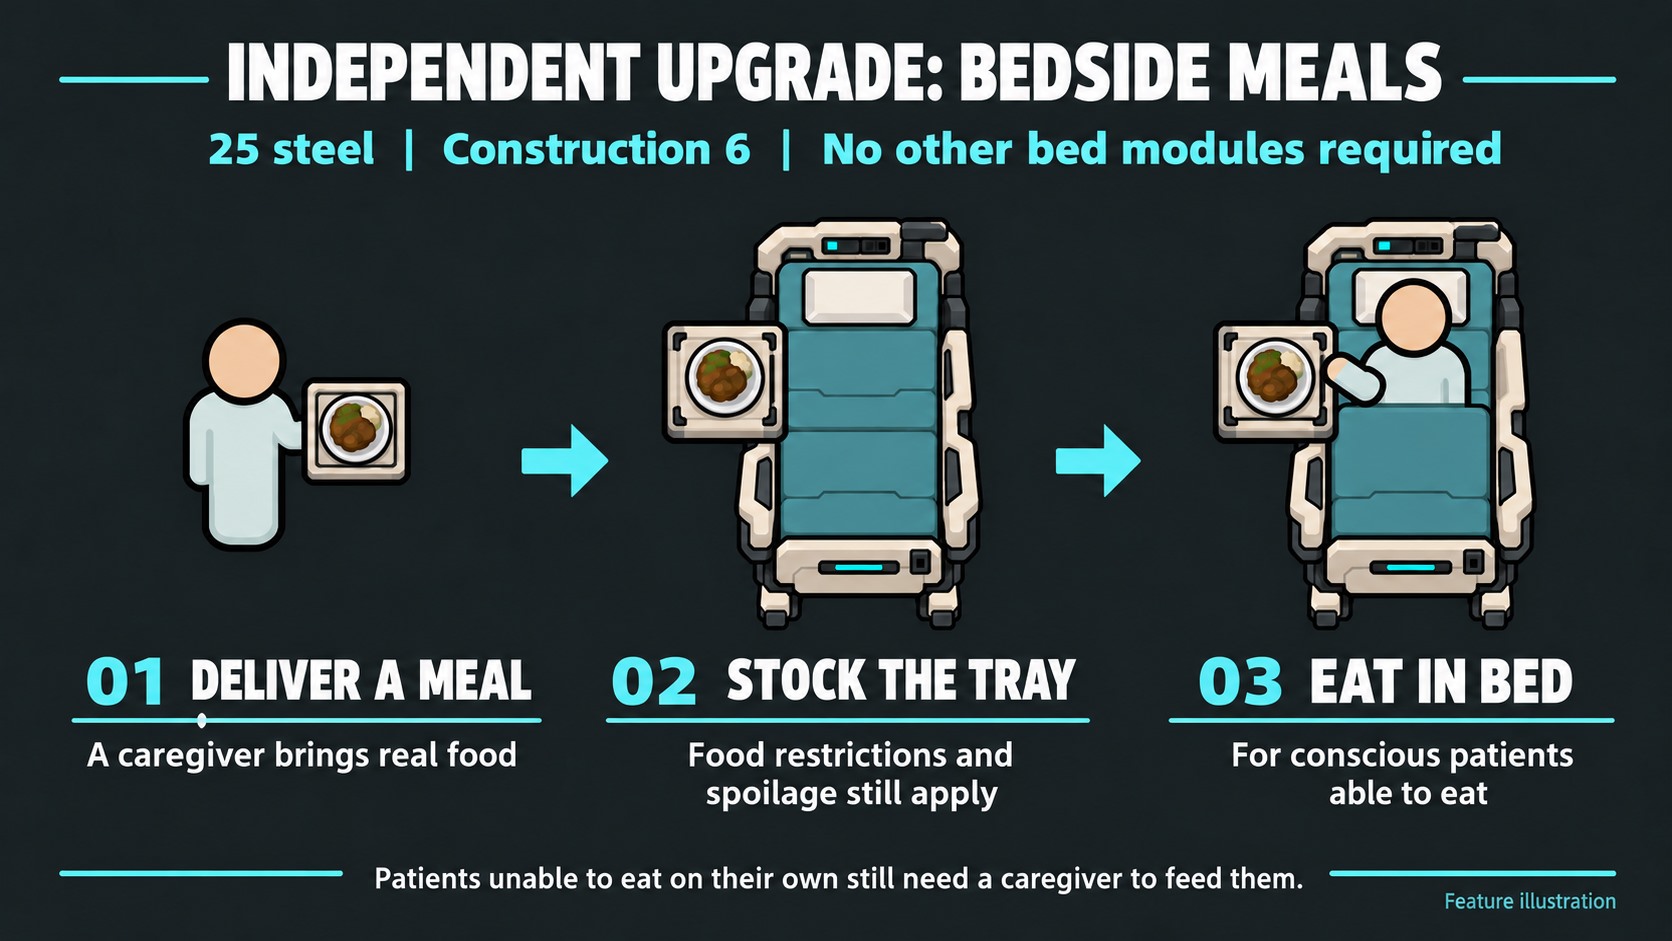 INDEPENDENT UPGRADE: BEDSIDE MEALS
25 steel | Construction 6 | No other bed modules required
01 DELIVER A MEAL
A caregiver brings real food
02 STOCK THE TRAY
Food restrictions and
spoilage still apply
03 EAT IN BED
For conscious patients
able to eat
Patients unable to eat on their own still need a caregiver to feed them.
Feature illustration